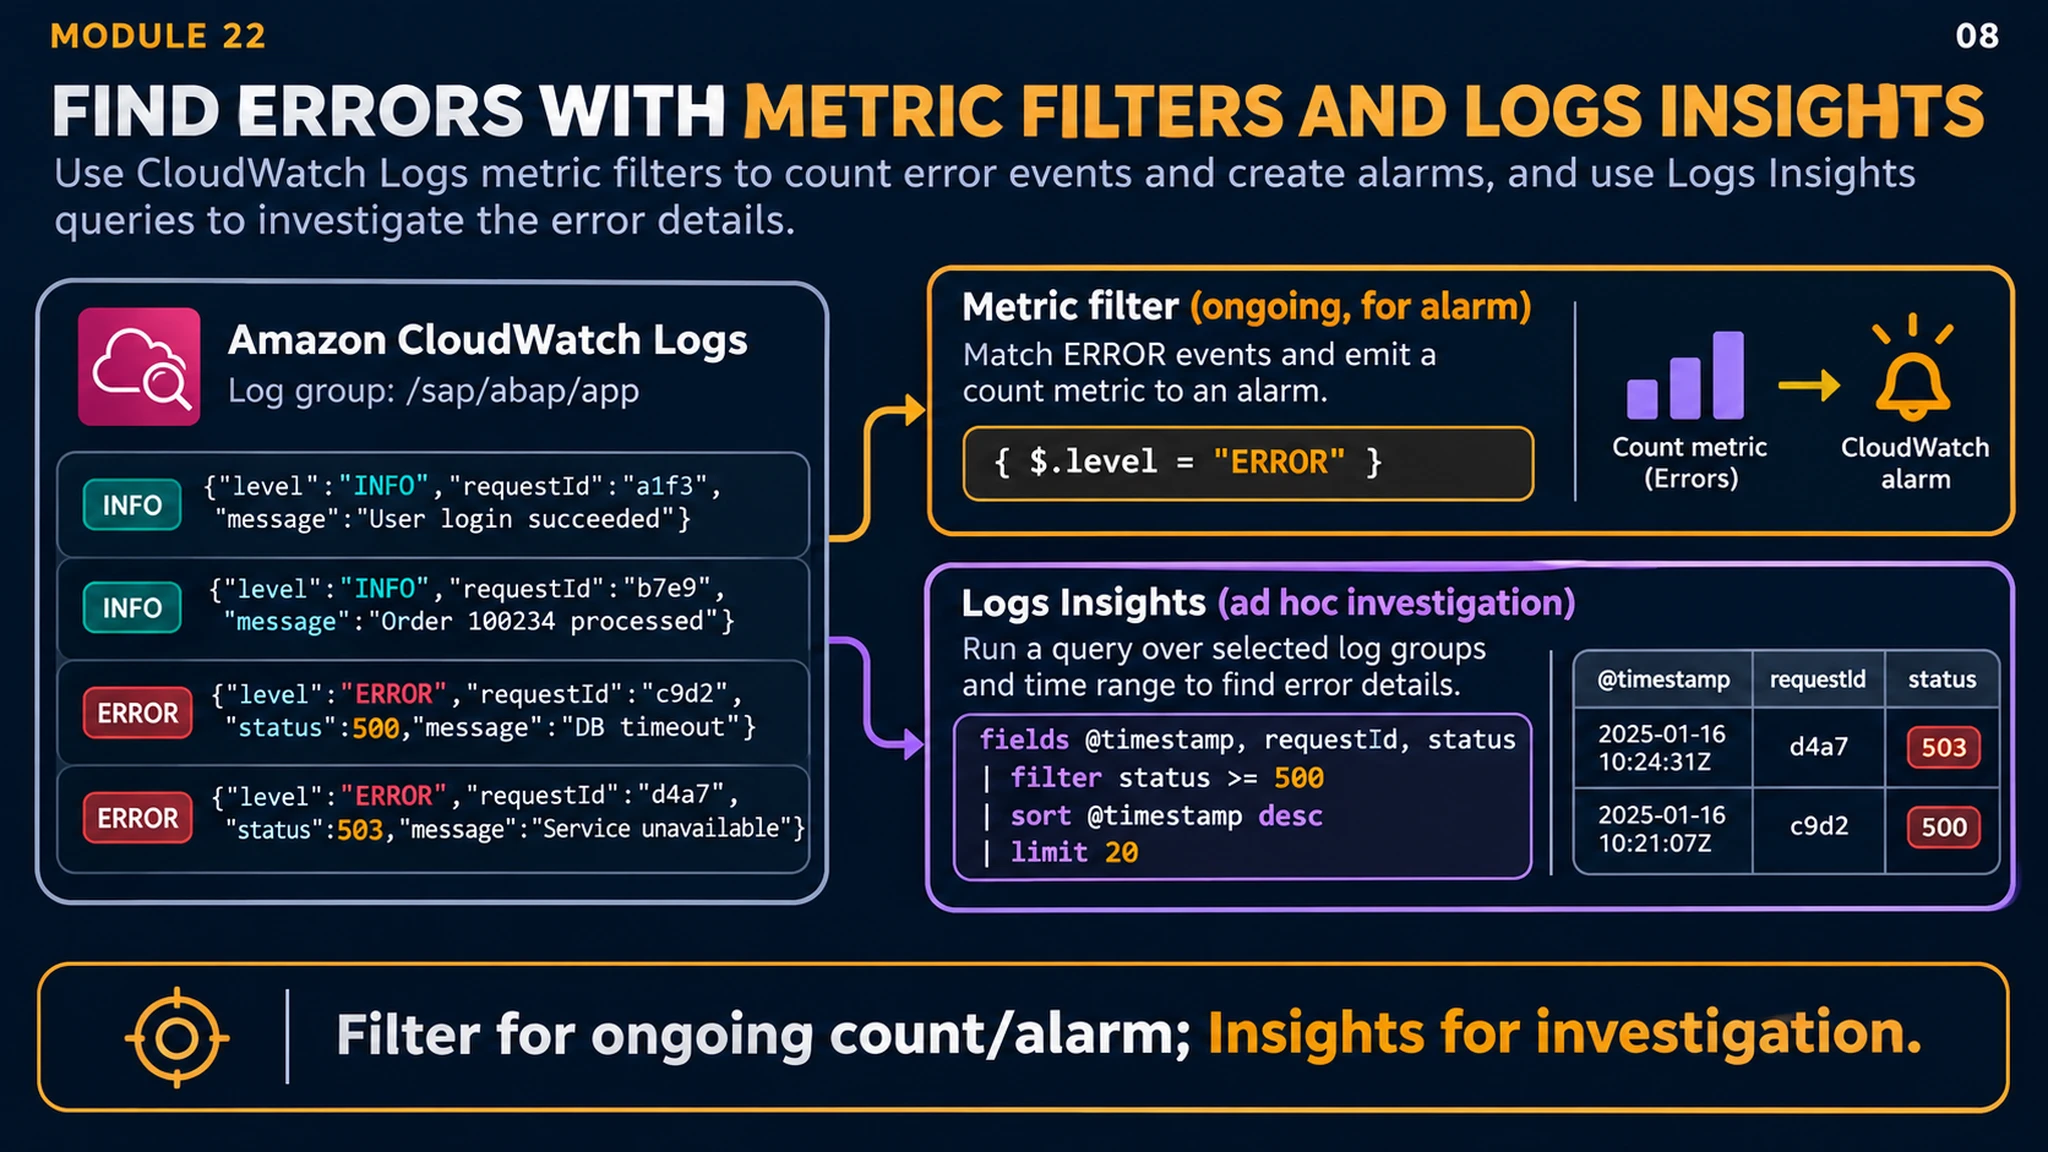 MODULE 22
08
FIND ERRORS WITH METRIC FILTERS AND LOGS INSIGHTS
Use CloudWatch Logs metric filters to count error events and create alarms, and use Logs Insights
queries to investigate the error details.
Amazon CloudWatch Logs
Log group: /sap/abap/app
INFO
{"level":"INFO","requestId":"a1f3",
"message":"User login succeeded"}
INFO
{"level":"INFO","requestId":"b7e9",
"message":"Order 100234 processed"}
ERROR
{"level":"ERROR","requestId":"c9d2",
"status":500,"message":"DB timeout"}
ERROR
{"level":"ERROR","requestId":"d4a7",
"status":503,"message":"Service unavailable"}
Metric filter (ongoing, for alarm)
Match ERROR events and emit a
count metric to an alarm.
{ $.level = "ERROR" }
Count metric
(Errors)
CloudWatch
alarm
Logs Insights (ad hoc investigation)
Run a query over selected log groups
and time range to find error details.
fields @timestamp, requestId, status
| filter status >= 500
| sort @timestamp desc
| limit 20
@timestamp requestId status
2025-01-16
10:24:31Z
d4a7
503
2025-01-16
10:21:07Z
c9d2
500
Filter for ongoing count/alarm; Insights for investigation.